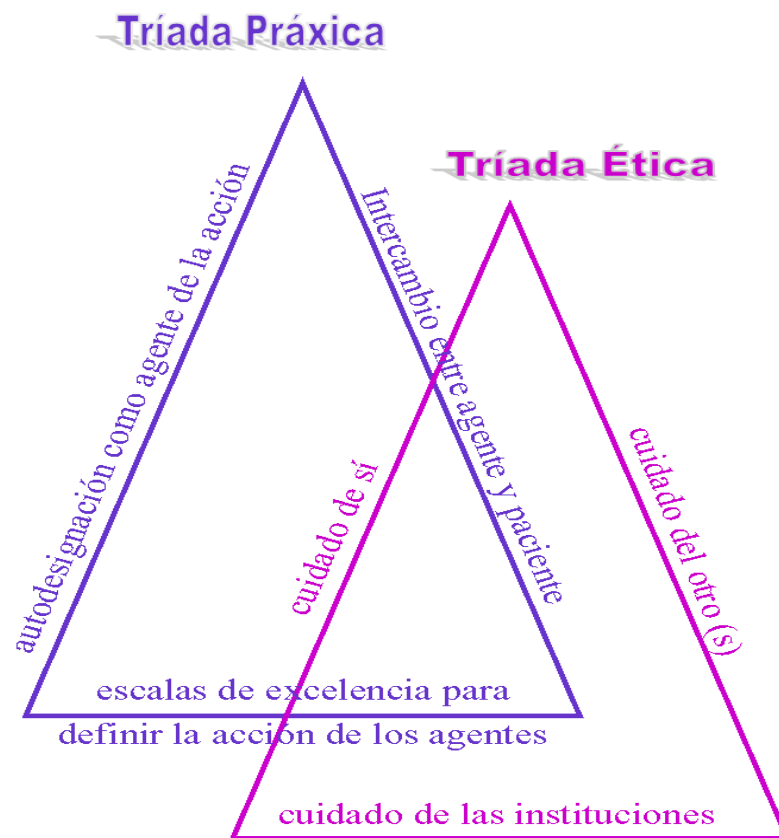 Tríada Práxica
Tríada Ética
autodesignación como agente de la acción
Intercambio entre agente y paciente
cuidado de sí
cuidado del otro (s)
escalas de excelencia para
definir la acción de los agentes
cuidado de las instituciones